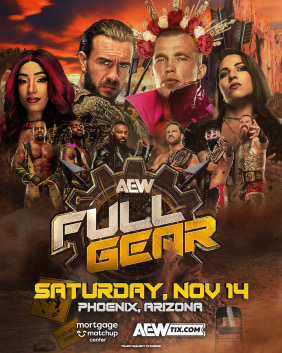 AEW
FULL
GEAR
SATURDAY, NOV 14
PHOENIX, ARIZONA
mortgage
matchup
center
AEWTIX.COM